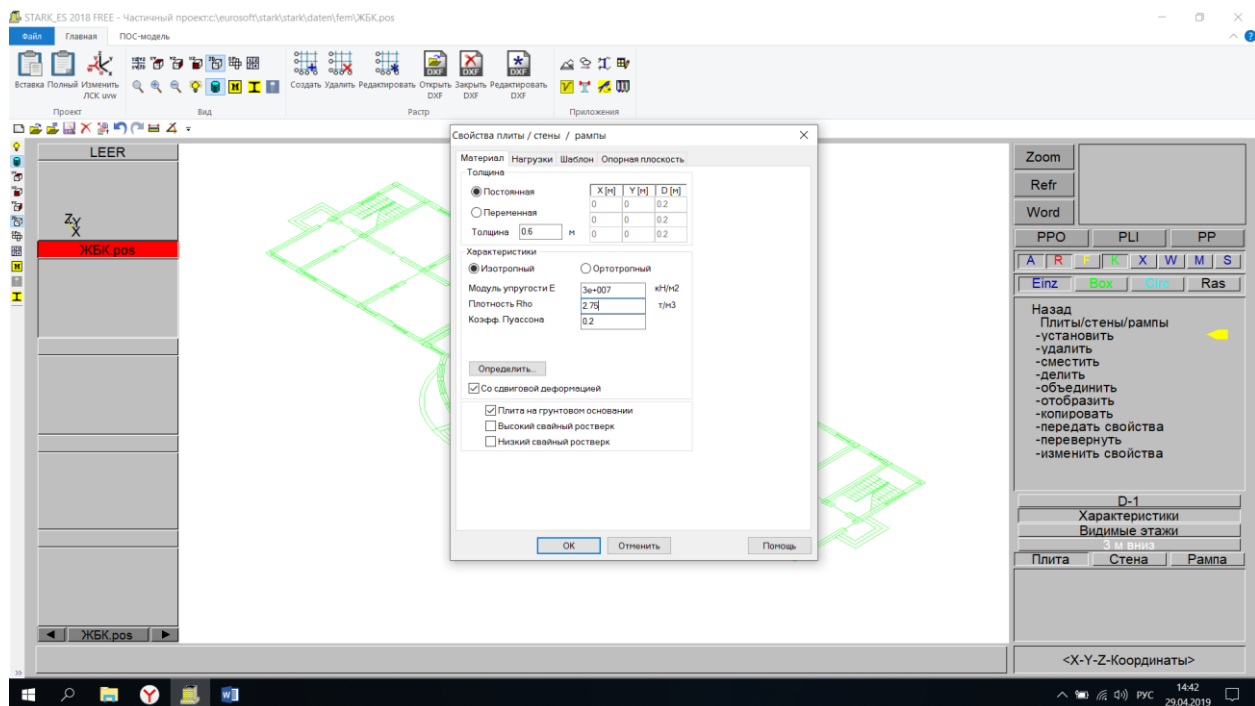 STARK_ES 2018 FREE - Частичный проект:c:\eurosoft\stark\stark\daten\fem\ЖБК.pos
Файл Главная ПОС-модель
Вставка Полный Изменить ЛСК uvw
Создать Удалить Редактировать Открыть DXF Закрыть DXF Редактировать DXF
Проект Вид Растр Приложения
LEER
Z Y
X
ЖБК.pos
ЖБК.pos
Свойства плиты / стены / рампы
Материал Нагрузки Шаблон Опорная плоскость
Толщина
Постоянная
Переменная
Толщина 0.6 м
X [м] Y [м] D [м]
0 0 0.2
0 0 0.2
0 0 0.2
Характеристики
Изотропный Ортотропный
Модуль упругости E 3e+007 кН/м2
Плотность Rho 2.75 т/м3
Коэфф. Пуассона 0.2
Определить...
Со сдвиговой деформацией
Плита на грунтовом основании
Высокий свайный ростверк
Низкий свайный ростверк
OK Отменить Помощь
Zoom
Refr
Word
PPO PLI PP
A R F K X W M S
Einz Box Circ Ras
Назад
Плиты/стены/рампы
-установить
-удалить
-сместить
-делить
-объединить
-отобразить
-копировать
-передать свойства
-перевернуть
-изменить свойства
D-1
Характеристики
Видимые этажи
3 м вниз
Плита Стена Рампа
<X-Y-Z-Координаты>
РУС 14:42
29.04.2019